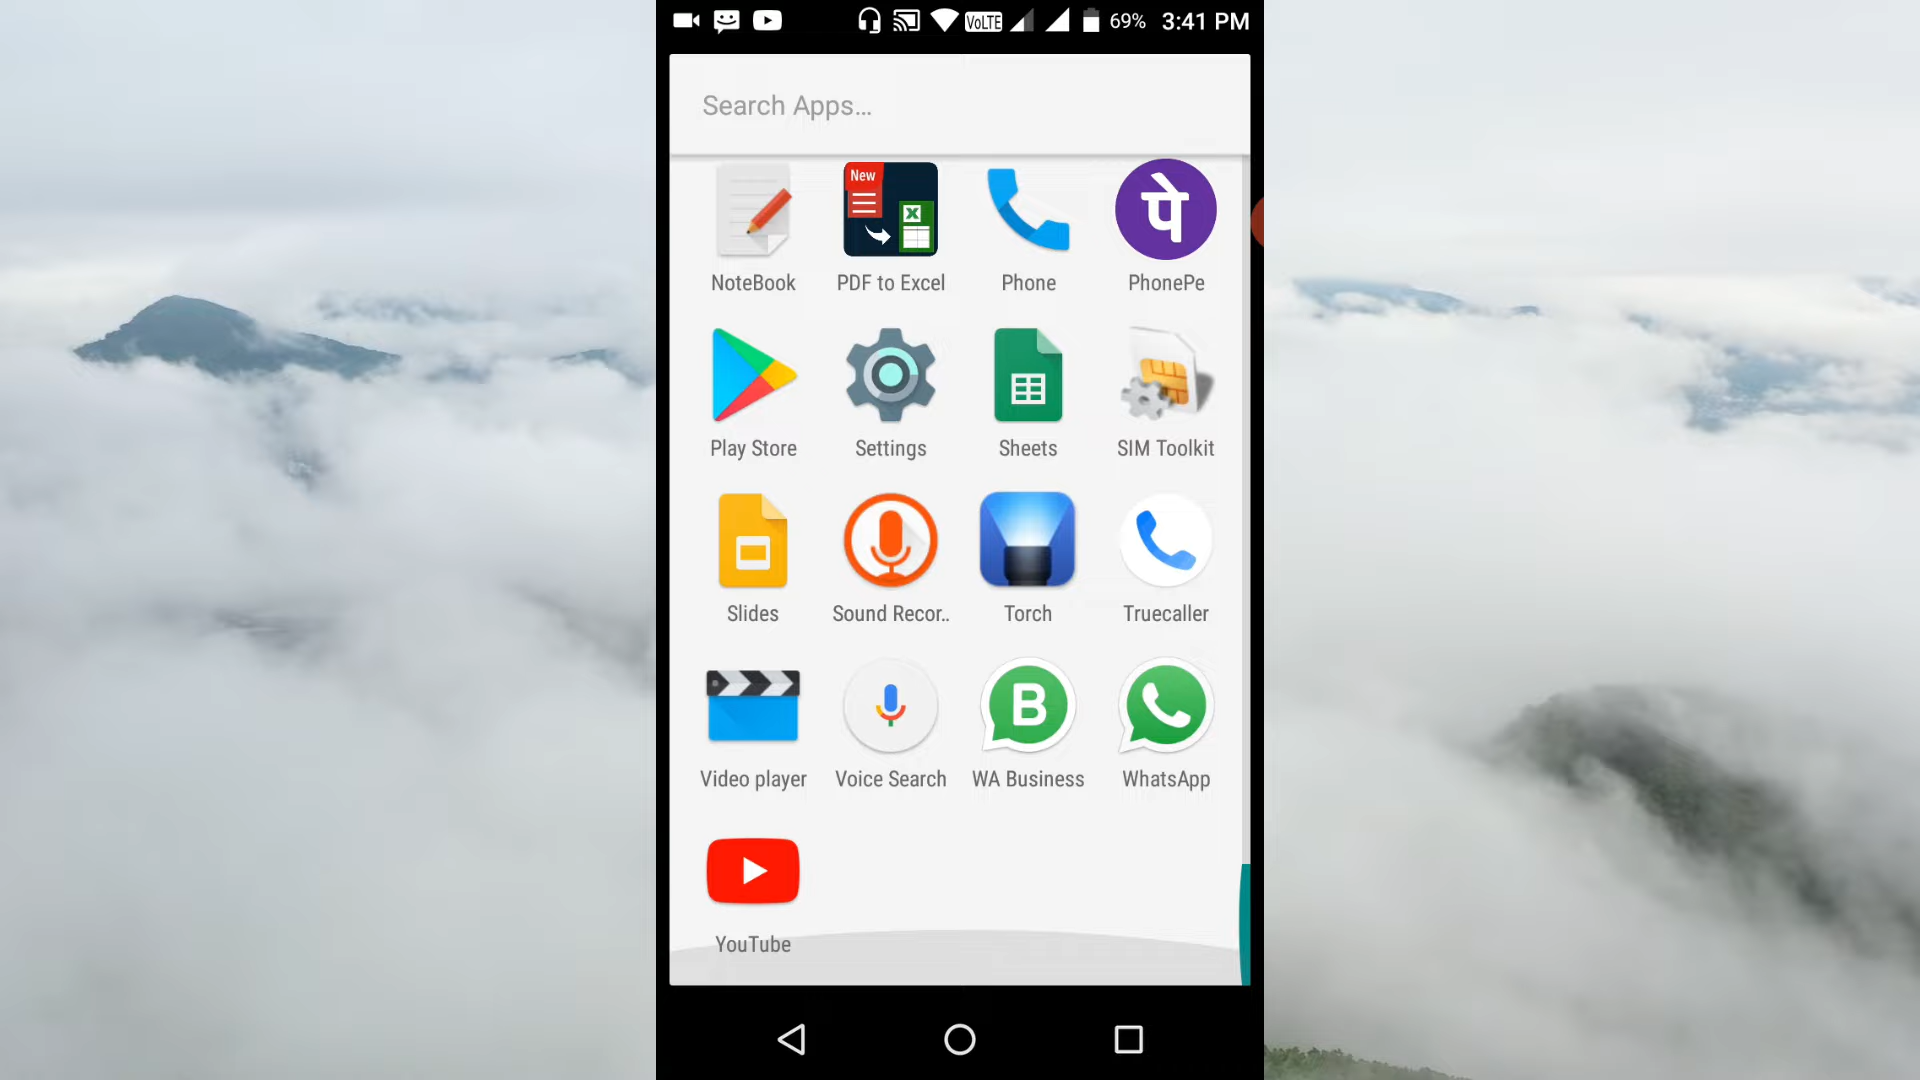 VoLTE 69% 3:41 PM
Search Apps...
New
X
पे
NoteBook PDF to Excel Phone PhonePe
Play Store Settings Sheets SIM Toolkit
Slides Sound Recor.. Torch Truecaller
B
Video player Voice Search WA Business WhatsApp
YouTube